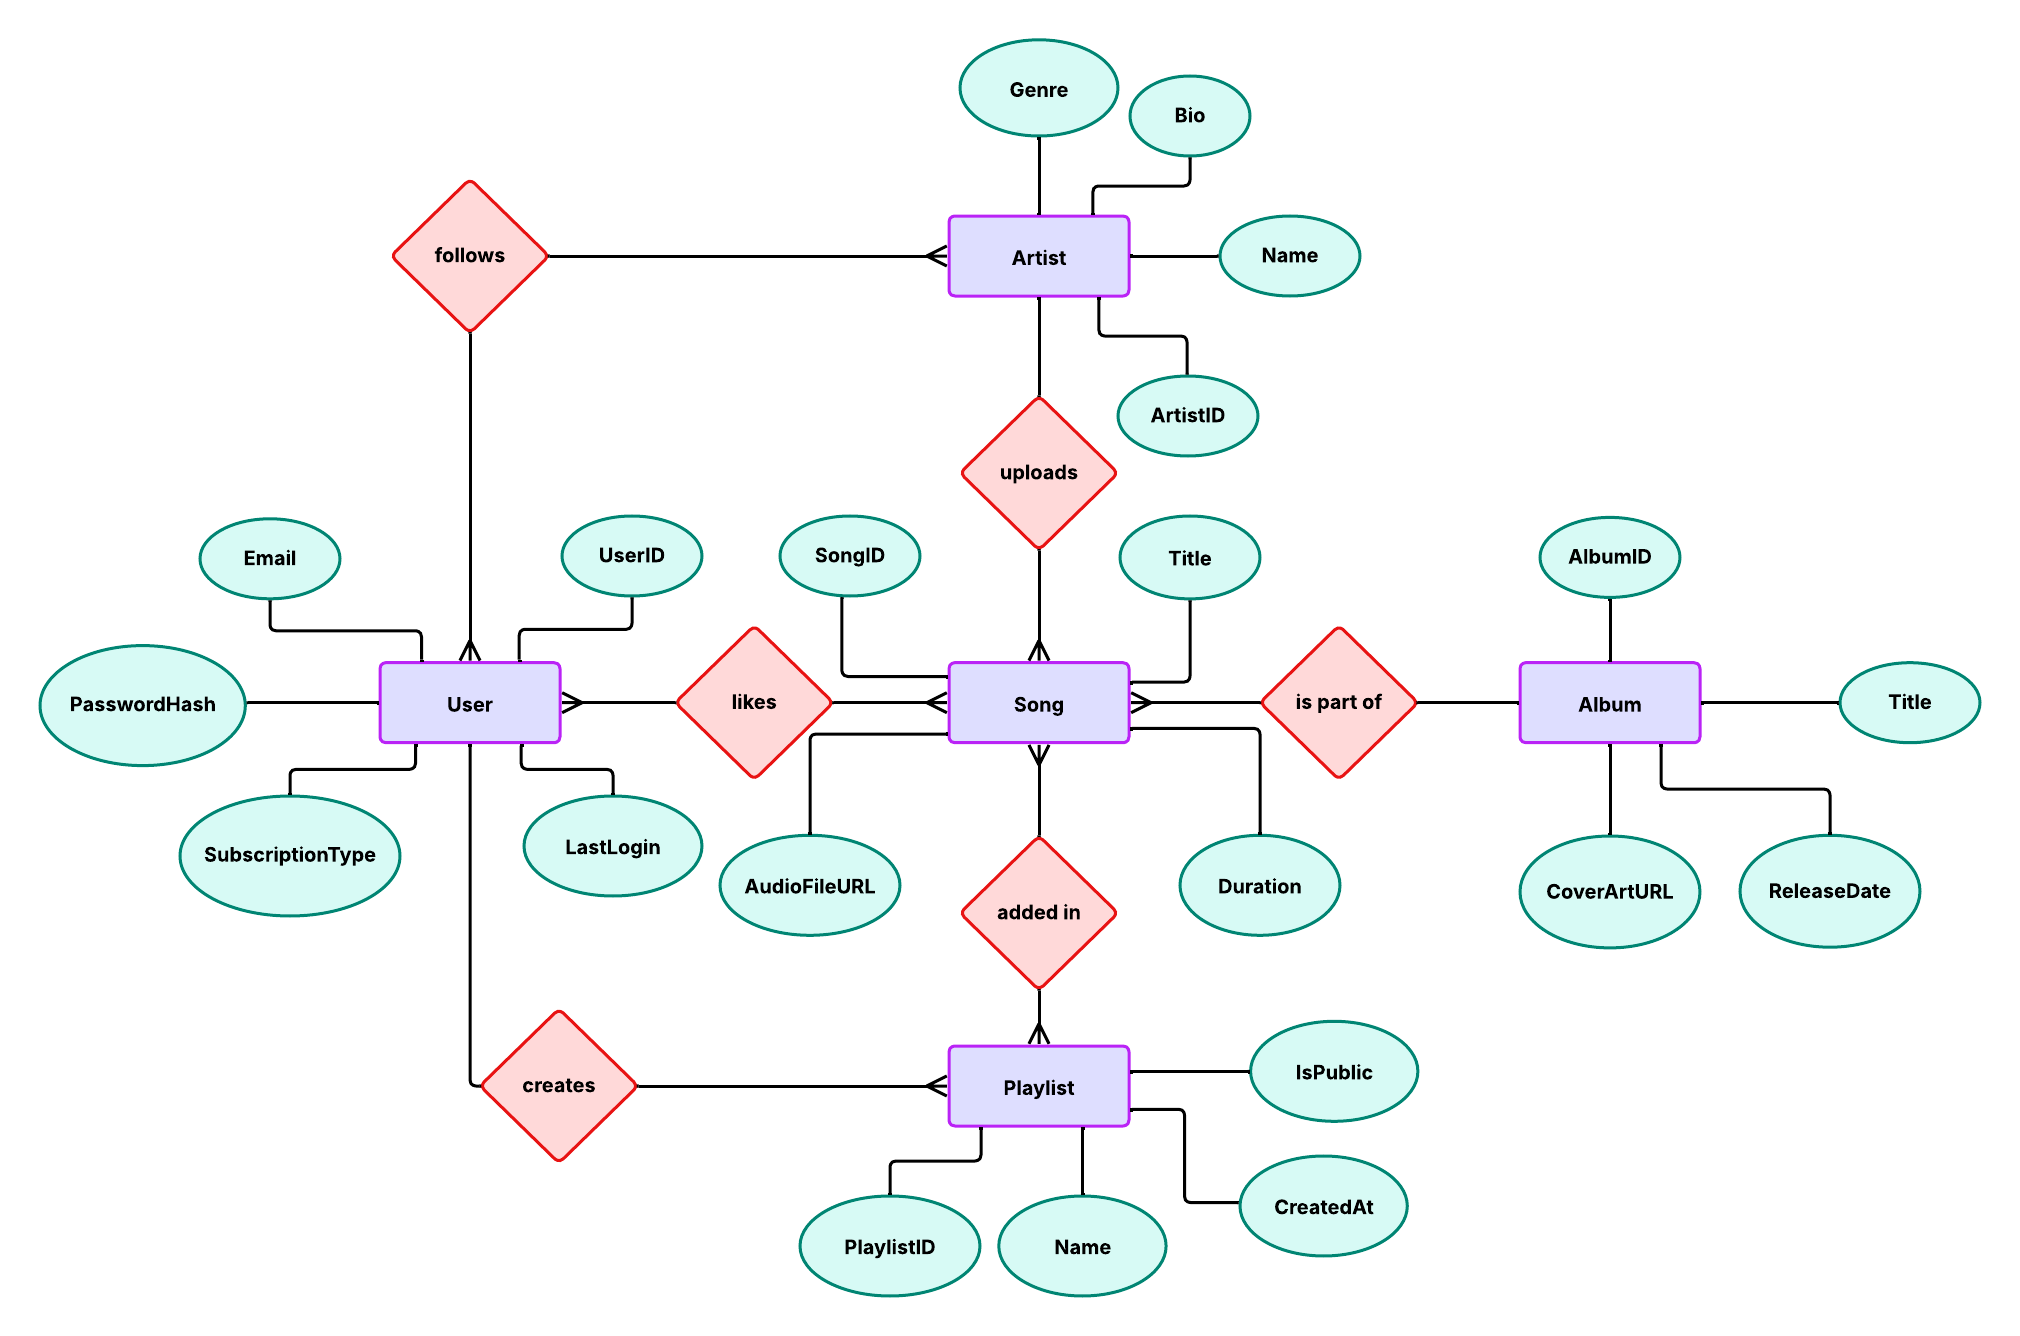 Genre
Bio
follows
Artist
Name
ArtistID
uploads
Email
UserID
SongID
Title
AlbumID
PasswordHash
User
likes
Song
is part of
Album
Title
SubscriptionType
LastLogin
AudioFileURL
Duration
CoverArtURL
ReleaseDate
added in
creates
Playlist
IsPublic
CreatedAt
PlaylistID
Name